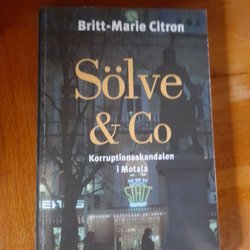 Britt-Marie Citron
Sölve
& Co
Korruptionsskandalen
i Motala